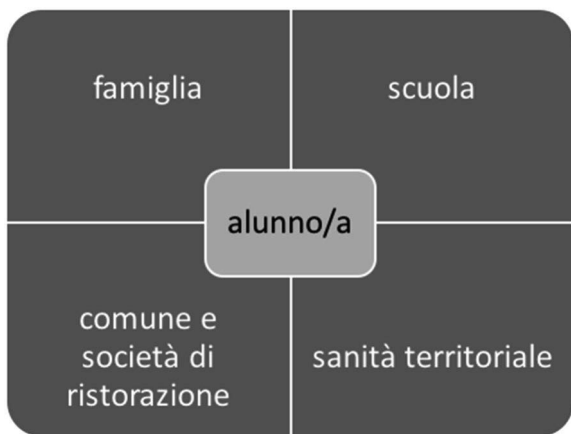 famiglia
scuola
alunno/a
comune e
società di
ristorazione
sanità territoriale